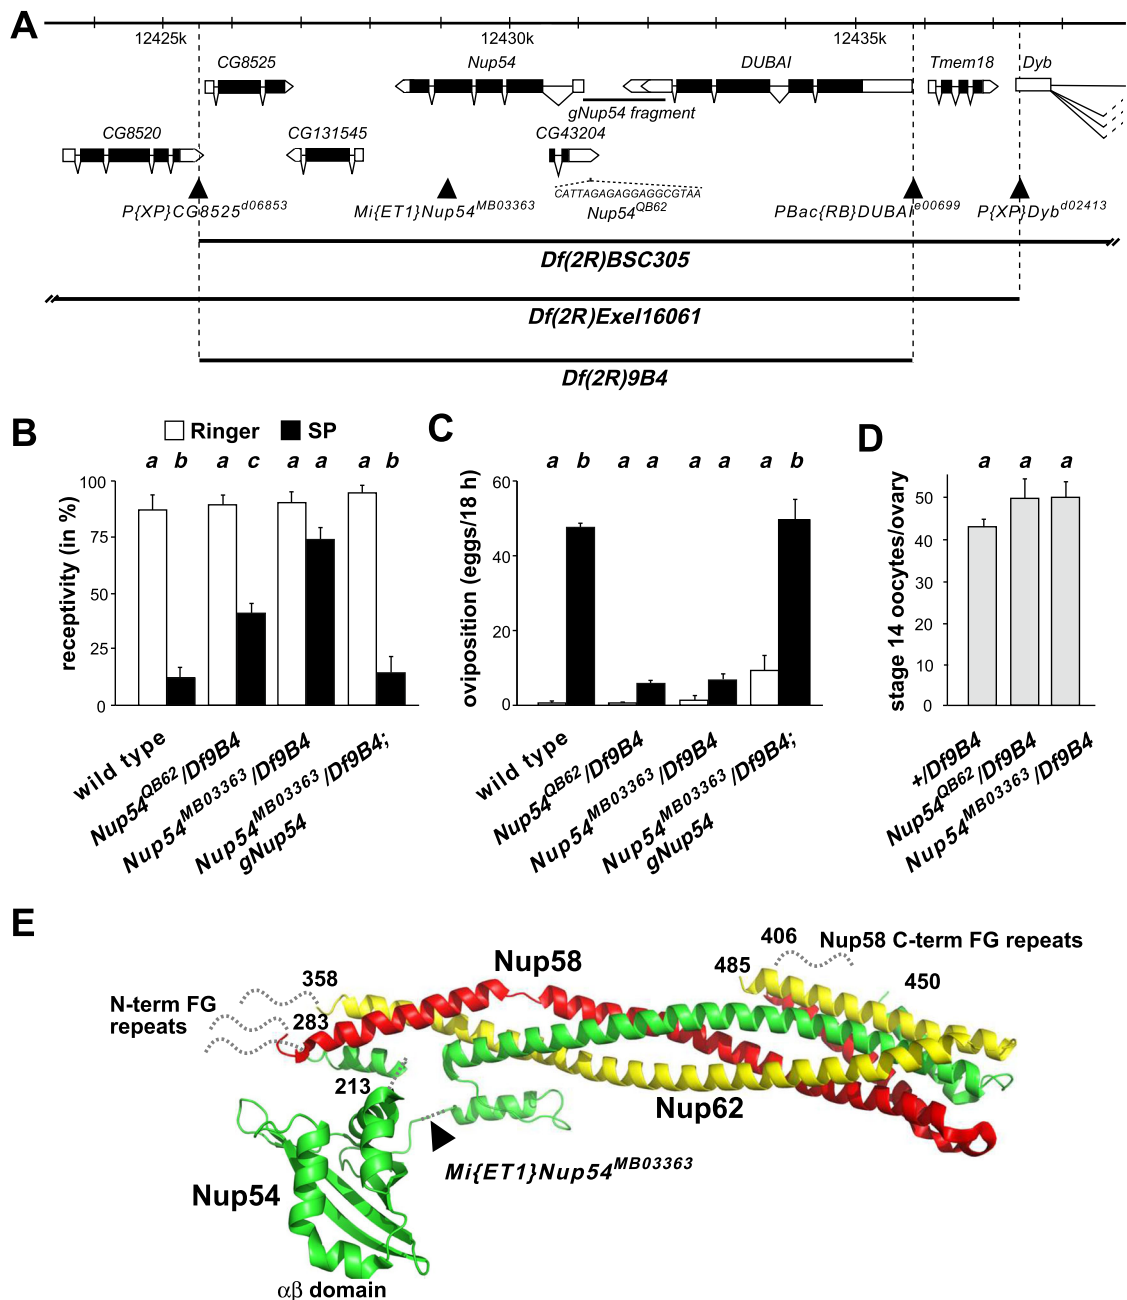 A
12425k 12430k 12435k
CG8525 Nup54 DUBAI Tmem18 Dyb
gNup54 fragment
CG8520 CG131545 CG43204
CATTAGAGAGGAGGCGTAA
P{XP}CG8525d06853 Mi{ET1}Nup54MB03363 Nup54QB62 PBac{RB}DUBAIe00699 P{XP}Dybd02413
Df(2R)BSC305
Df(2R)Exel16061
Df(2R)9B4
B
Ringer SP
a b a c a a a b
receptivity (in %)
100
75
50
25
0
wild type
Nup54QB62/Df9B4
Nup54MB03363/Df9B4
Nup54MB03363/Df9B4;
gNup54
C
a b a a a a a b
oviposition (eggs/18 h)
60
40
20
0
wild type
Nup54QB62/Df9B4
Nup54MB03363/Df9B4
Nup54MB03363/Df9B4;
gNup54
D
a a a
stage 14 oocytes/ovary
50
40
30
20
10
0
+/Df9B4
Nup54QB62/Df9B4
Nup54MB03363/Df9B4
E
406 Nup58 C-term FG repeats
Nup58
485 450
358
N-term FG
repeats
283
213
Nup62
Mi{ET1}Nup54MB03363
Nup54
αβ domain